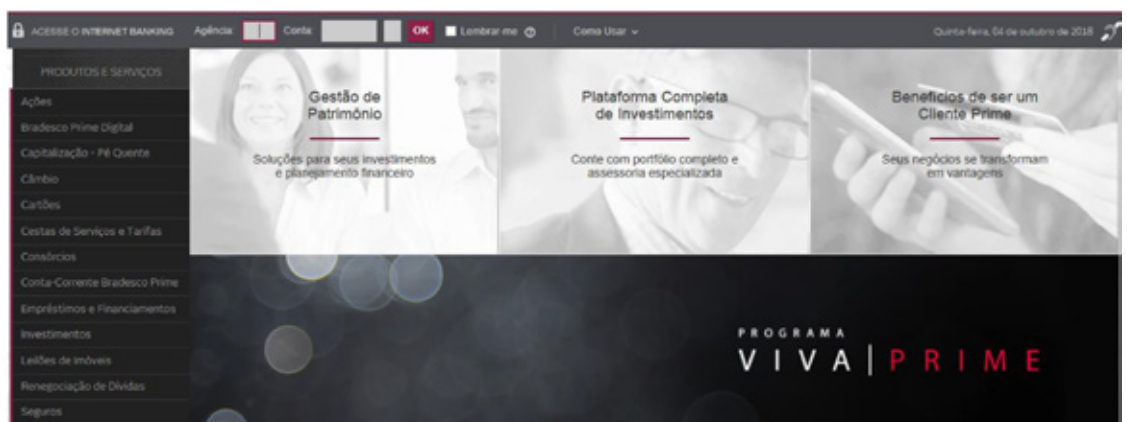 ACESSE O INTERNET BANKING Agência: Conta: OK Lembrar-me Como Usar Quinta-feira, 04 de outubro de 2018
PRODUTOS E SERVIÇOS
Ações
Bradesco Prime Digital
Capitalização - Pé Quente
Câmbio
Cartões
Cestas de Serviços e Tarifas
Consórcios
Conta-Corrente Bradesco Prime
Empréstimos e Financiamentos
Investimentos
Leilões de Imóveis
Renegociação de Dívidas
Seguros
Gestão de
Patrimônio
Soluções para seus investimentos
e planejamento financeiro
Plataforma Completa
de Investimentos
Conte com portfólio completo e
assessoria especializada
Benefícios de ser um
Cliente Prime
Seus negócios se transformam
em vantagens
PROGRAMA
VIVA | PRIME